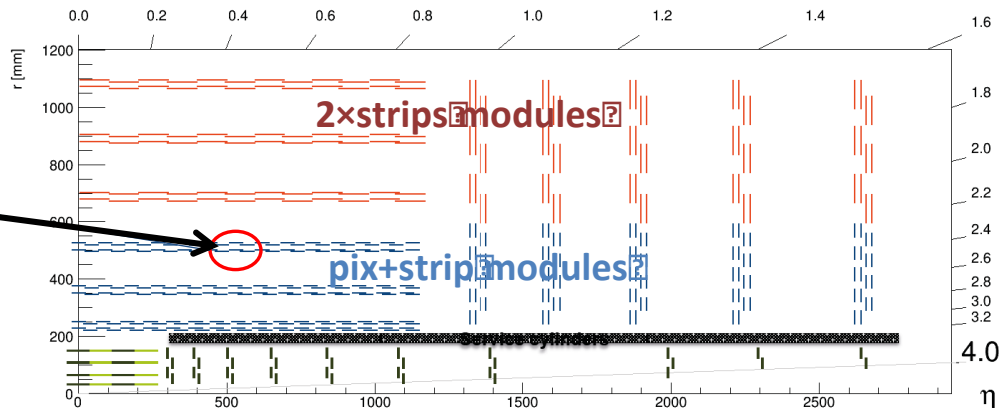 0.0 0.2 0.4 0.6 0.8 1.0 1.2 1.4 1.6
r [mm]
1200
1000
800
600
400
200
0
2×strips modules
pix+strip modules
Service cylinders
1.8
2.0
2.2
2.4
2.6
2.8
3.0
3.2
4.0
η
0 500 1000 1500 2000 2500